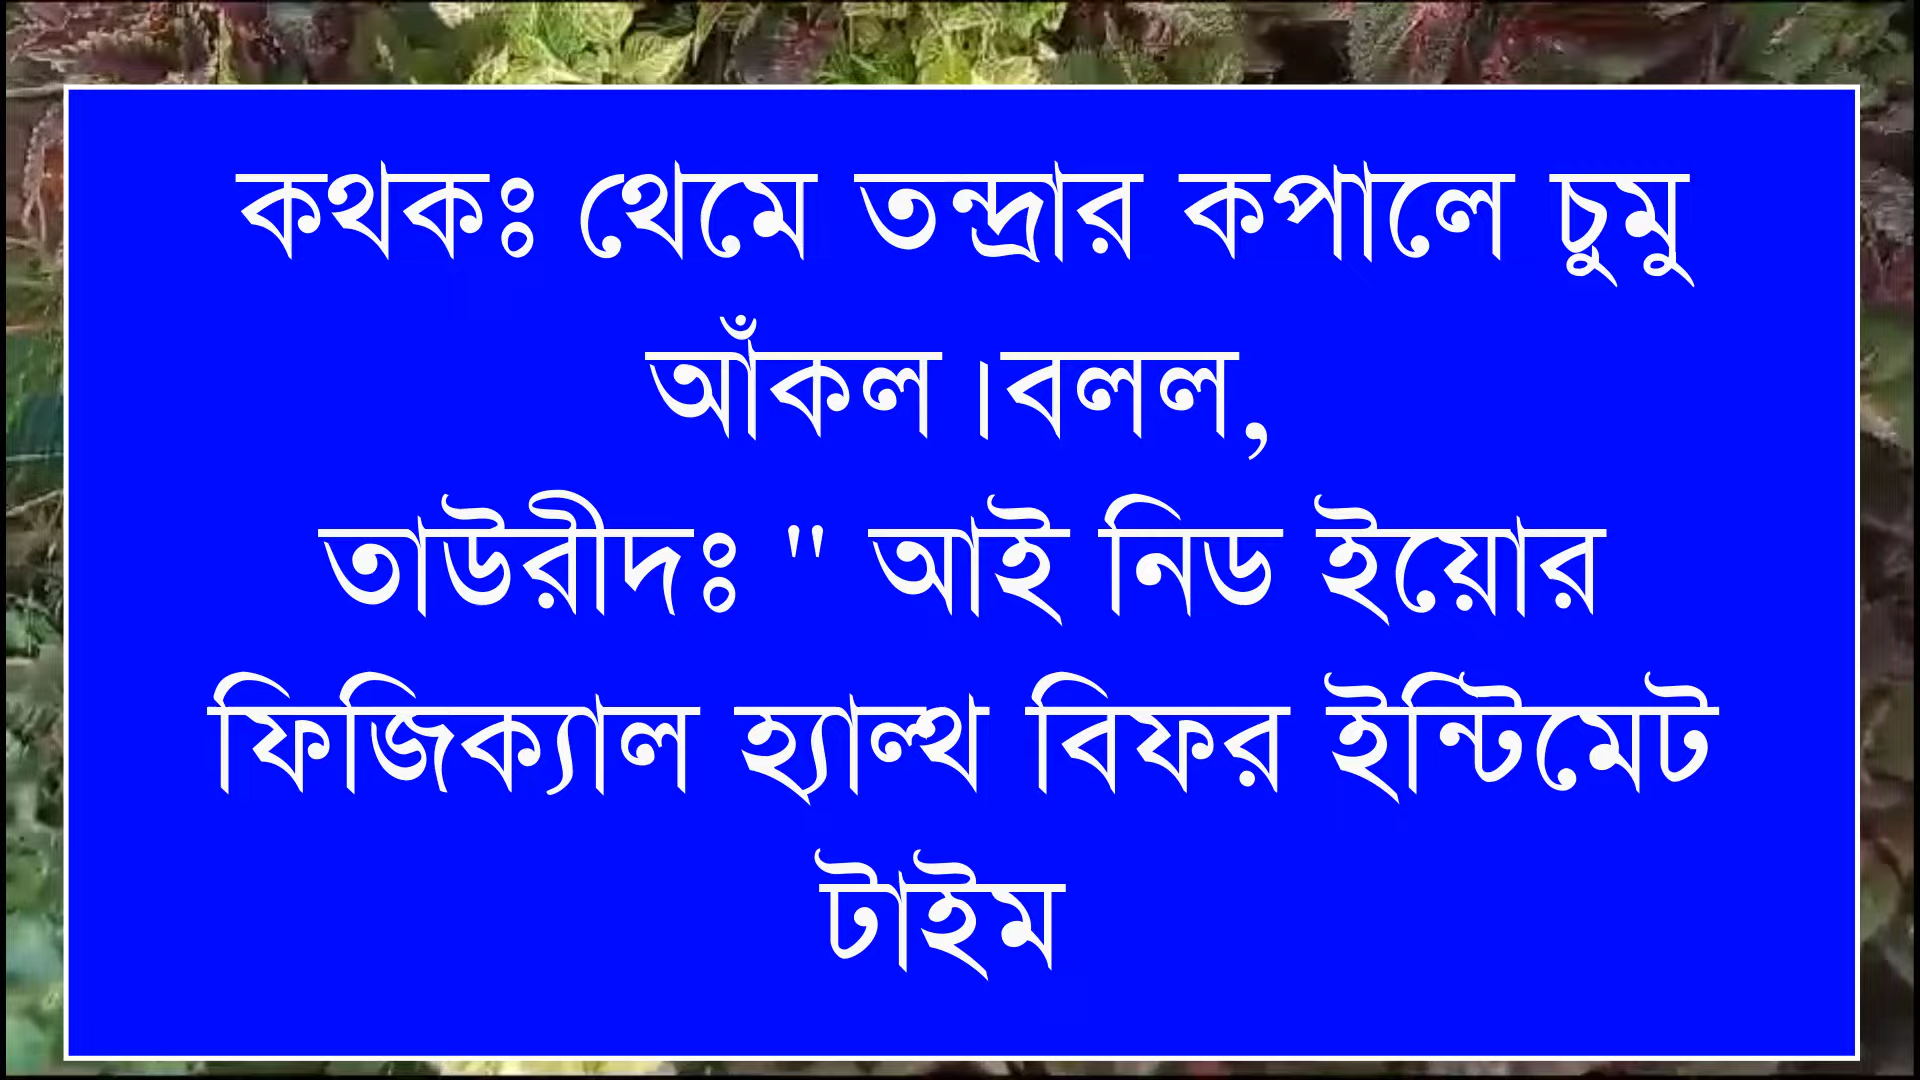 কথকঃ থেমে তন্দ্রার কপালে চুমু
আঁকল।বলল,
তাউরীদঃ " আই নিড ইয়োর
ফিজিক্যাল হ্যাল্থ বিফর ইন্টিমেট
টাইম